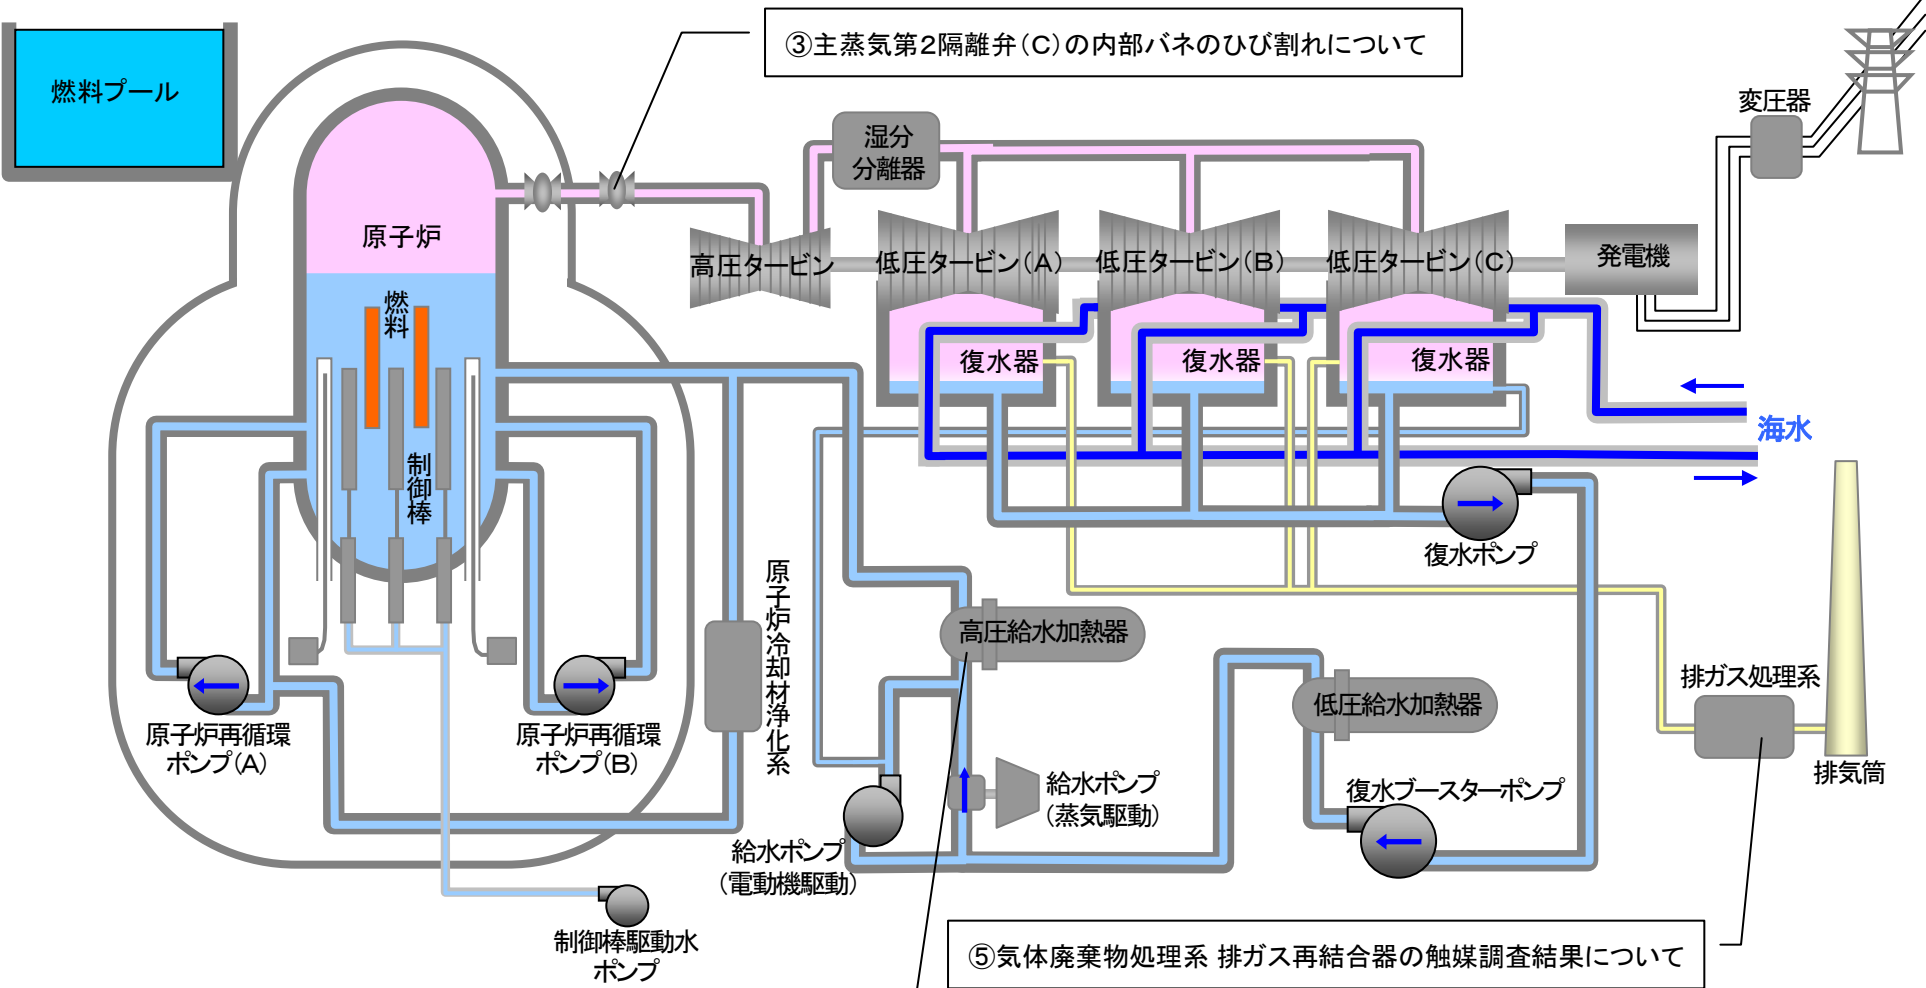 ③主蒸気第2隔離弁(C)の内部バネのひび割れについて
燃料プール
変圧器
湿分
分離器
原子炉
高圧タービン
低圧タービン(A)
低圧タービン(B)
低圧タービン(C)
発電機
燃料
復水器
復水器
復水器
海水
制御棒
復水ポンプ
原子炉冷却材浄化系
高圧給水加熱器
低圧給水加熱器
排ガス処理系
原子炉再循環
ポンプ(A)
原子炉再循環
ポンプ(B)
給水ポンプ
(蒸気駆動)
復水ブースターポンプ
排気筒
給水ポンプ
(電動機駆動)
制御棒駆動水
ポンプ
⑤気体廃棄物処理系 排ガス再結合器の触媒調査結果について